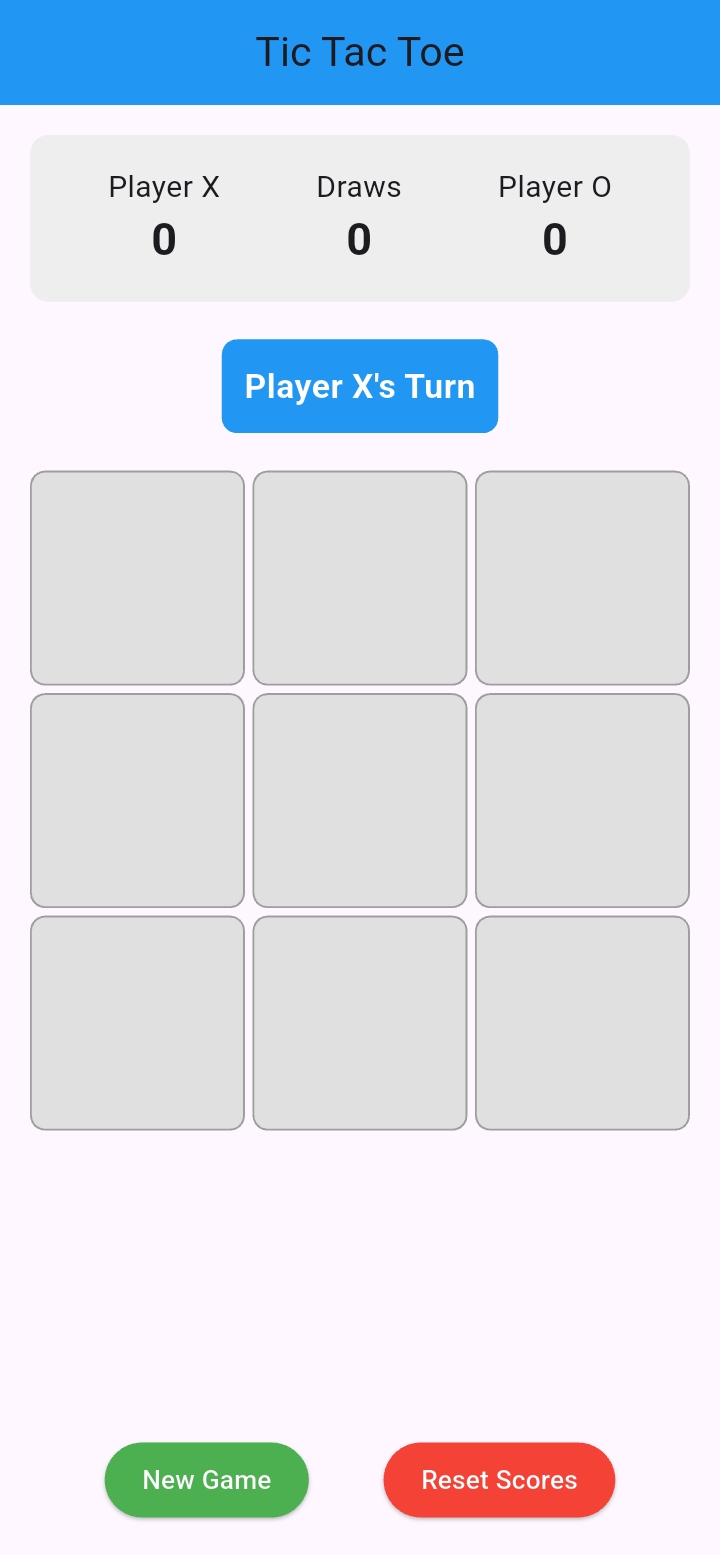 Tic Tac Toe
Player X Draws Player O
0 0 0
Player X's Turn
New Game Reset Scores